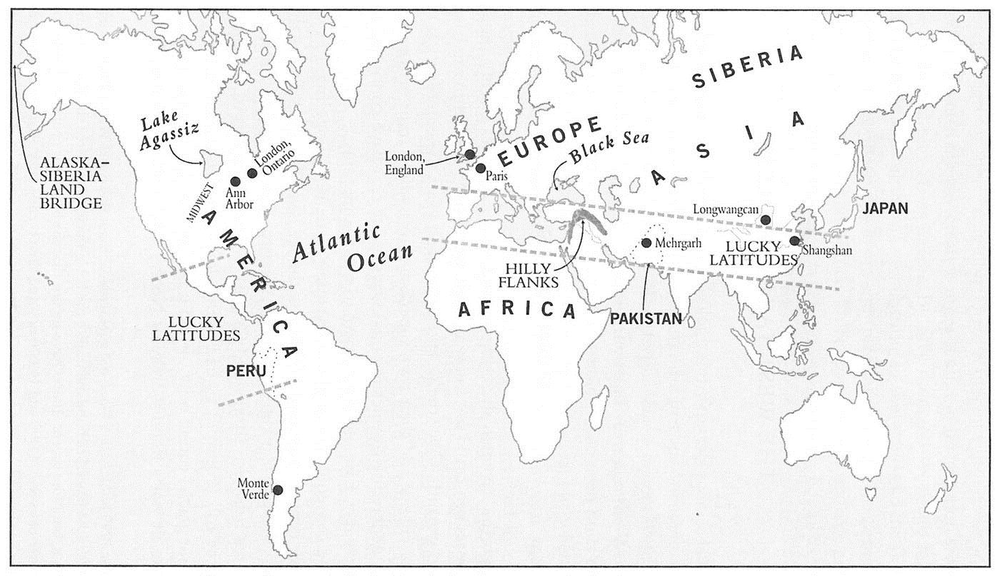 SIBERIA
ASIA
EUROPE
Black Sea
Lake
Agassiz
London,
Ontario
ALASKA–
SIBERIA
LAND
BRIDGE
London,
England
Paris
MIDWEST
Ann
Arbor
AMERICA
Atlantic
Ocean
Longwangcan
JAPAN
Mehrgarh
LUCKY
LATITUDES
Shangshan
HILLY
FLANKS
AFRICA
PAKISTAN
LUCKY
LATITUDES
PERU
Monte
Verde